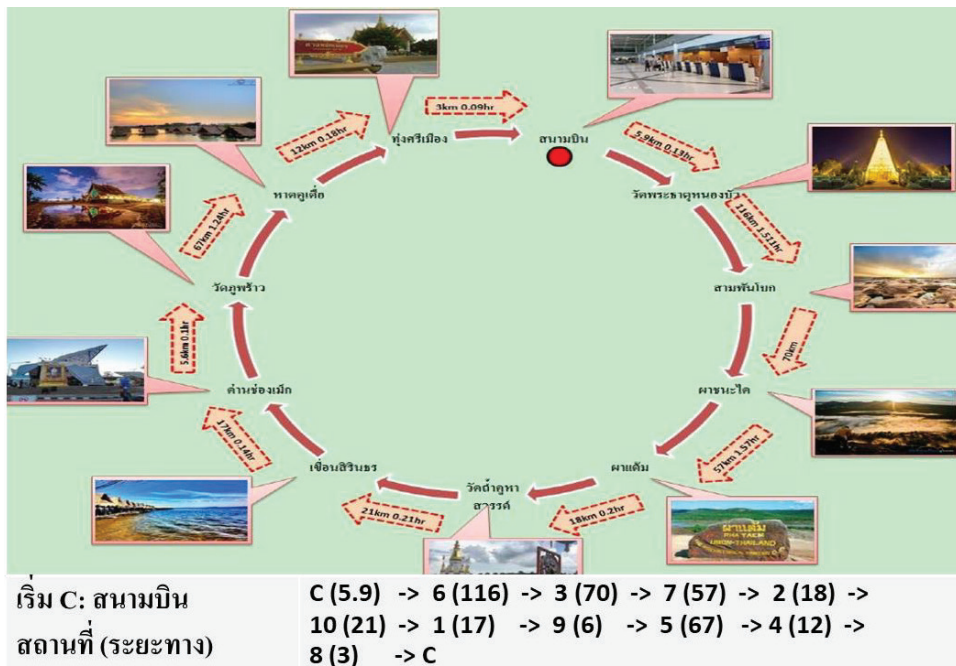 3km 0.09hr
ทุ่งศรีเมือง
สนามบิน
5.9km 0.13hr
12km 0.18hr
หาดคูเดื่อ
วัดพระธาตุหนองบัว
116km 1.511hr
67km 1.24hr
วัดภูพร้าว
สามพันโบก
5.6km 0.1hr
70km
ด่านช่องเม็ก
ผาชนะได
17km 0.14hr
57km 1.57hr
เขื่อนสิรินธร
ผาแต้ม
วัดถ้ำคูหา
สวรรค์
21km 0.21hr
18km 0.2hr
ผาแต้ม
PHA TAEM
เริ่ม C: สนามบิน
สถานที่ (ระยะทาง)
C (5.9) -> 6 (116) -> 3 (70) -> 7 (57) -> 2 (18) ->
10 (21) -> 1 (17) -> 9 (6) -> 5 (67) -> 4 (12) ->
8 (3) -> C